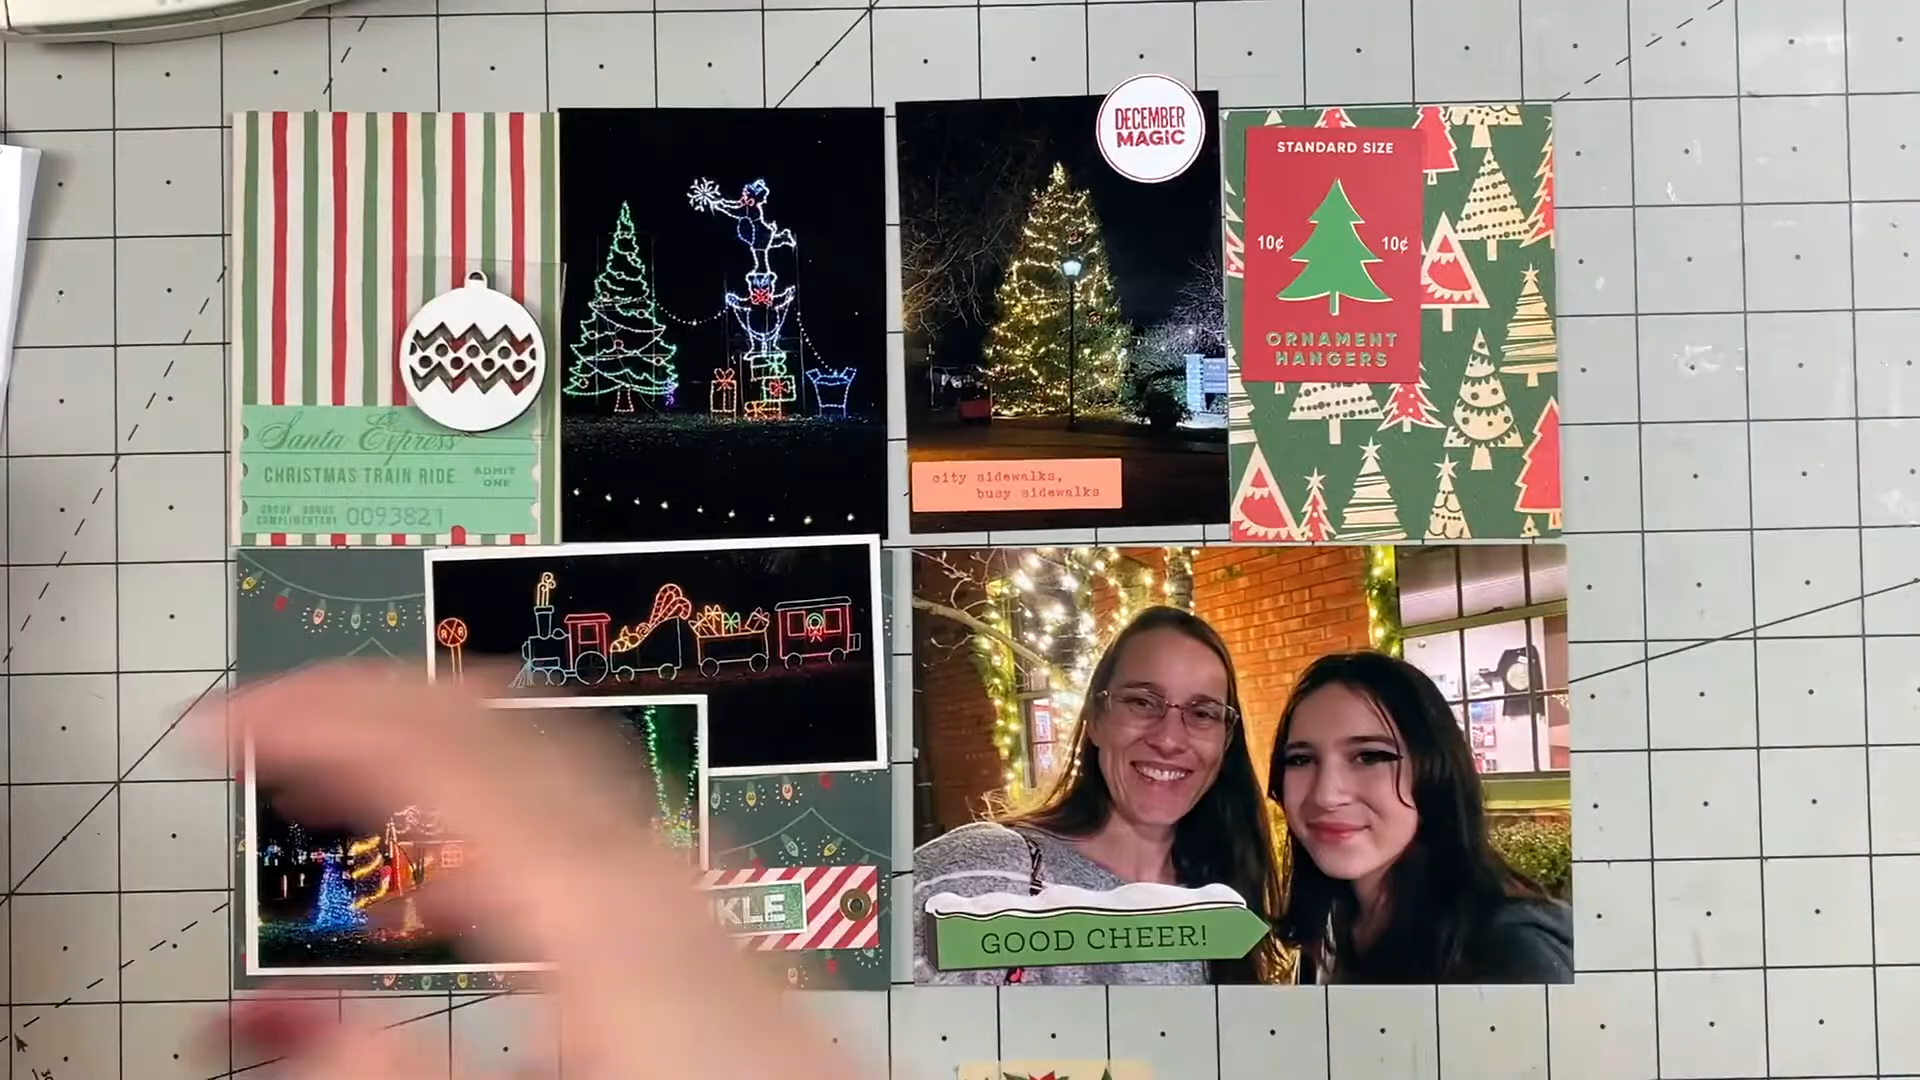 DECEMBER
MAGIC
STANDARD SIZE
10¢ 10¢
ORNAMENT
HANGERS
Santa Express
CHRISTMAS TRAIN RIDE
ADMIT
ONE
GROUP BONUS
COMPLIMENTARY
0093821
city sidewalks,
busy sidewalks
R R
KLE
GOOD CHEER!